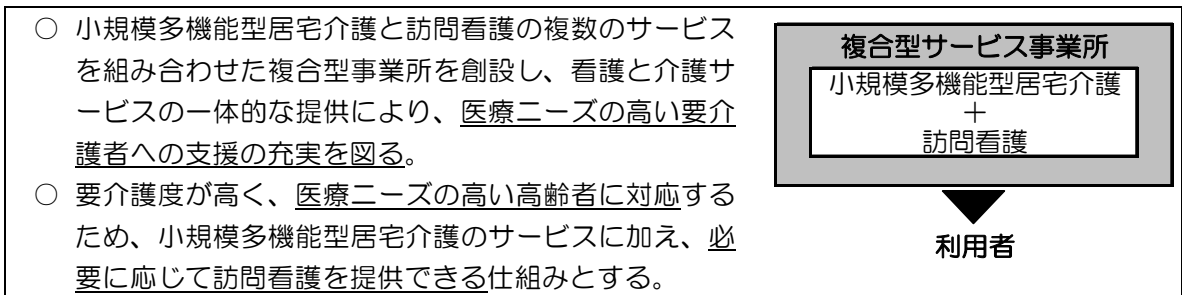 ○ 小規模多機能型居宅介護と訪問看護の複数のサービス
を組み合わせた複合型事業所を創設し、看護と介護サ
ービスの一体的な提供により、医療ニーズの高い要介
護者への支援の充実を図る。
○ 要介護度が高く、医療ニーズの高い高齢者に対応する
ため、小規模多機能型居宅介護のサービスに加え、必
要に応じて訪問看護を提供できる仕組みとする。
複合型サービス事業所
小規模多機能型居宅介護
＋
訪問看護
利用者